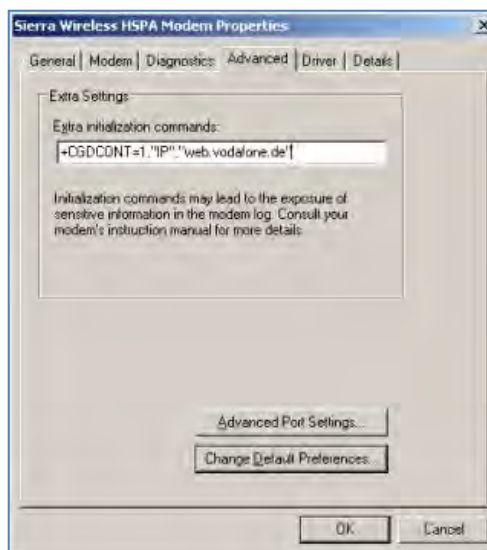 Sierra Wireless HSPA Modem Properties
General
Modem
Diagnostics
Advanced
Driver
Details
Extra Settings
Extra initialization commands:
+CGDCONT=1,"IP","web.vodafone.de"
Initialization commands may lead to the exposure of
sensitive information in the modem log. Consult your
modem's instruction manual for more details.
Advanced Port Settings...
Change Default Preferences...
OK
Cancel